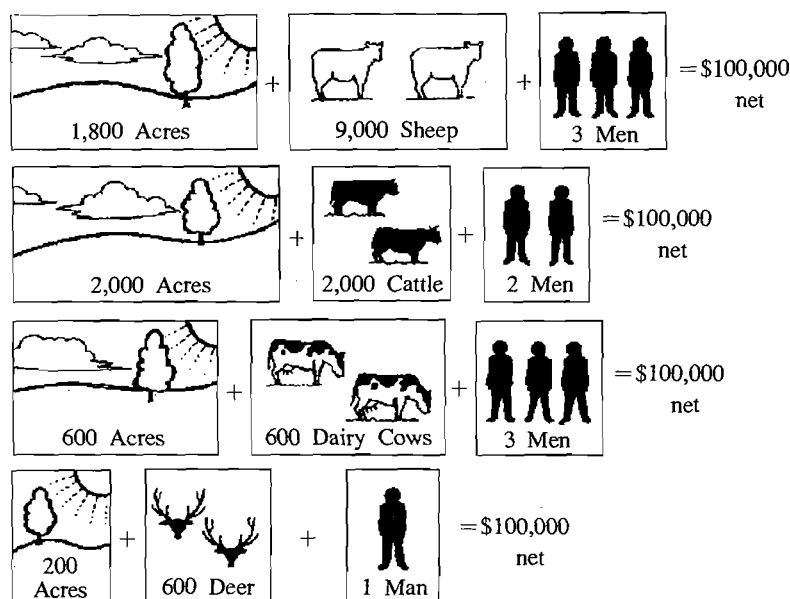 1,800 Acres + 9,000 Sheep + 3 Men = $100,000 net
2,000 Acres + 2,000 Cattle + 2 Men = $100,000 net
600 Acres + 600 Dairy Cows + 3 Men = $100,000 net
200 Acres + 600 Deer + 1 Man = $100,000 net